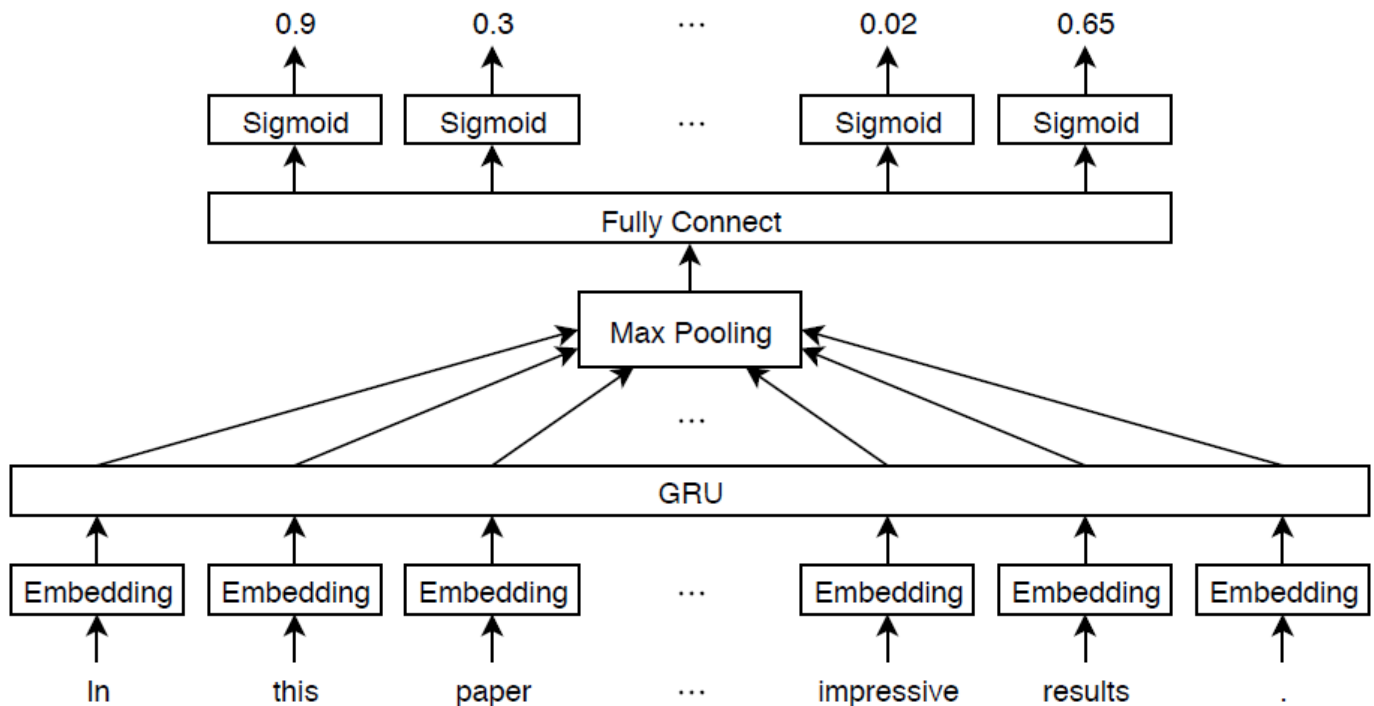 0.9 0.3 ... 0.02 0.65
Sigmoid Sigmoid ... Sigmoid Sigmoid
Fully Connect
Max Pooling
...
GRU
Embedding Embedding Embedding ... Embedding Embedding Embedding
In this paper ... impressive results .